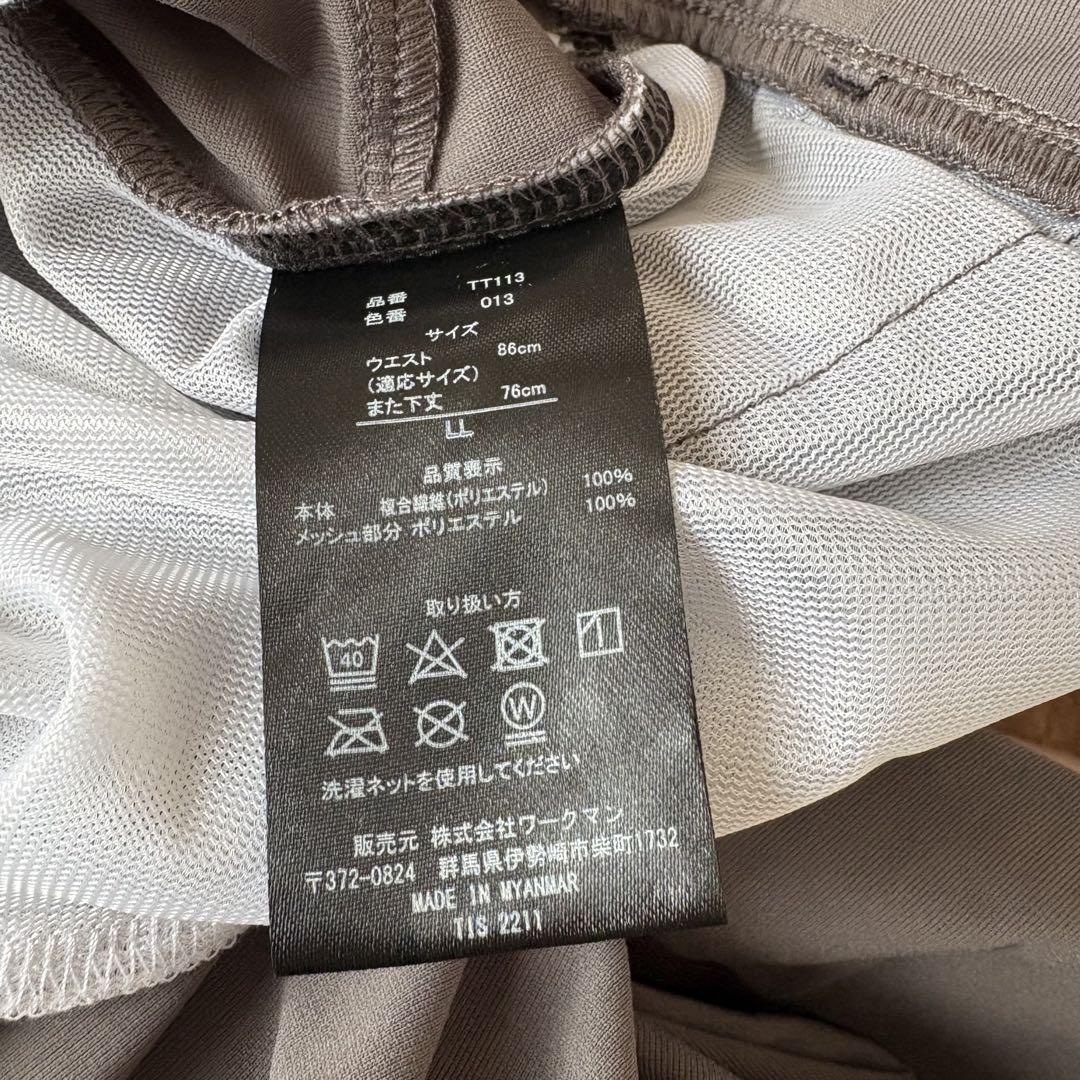 品番 TT113
色番 013
サイズ
ウエスト 86cm
(適応サイズ)
また下丈 76cm
LL
品質表示
本体 複合繊維(ポリエステル) 100%
メッシュ部分 ポリエステル 100%
取り扱い方
40
W
洗濯ネットを使用してください
販売元 株式会社ワークマン
〒372-0824 群馬県伊勢崎市柴町1732
MADE IN MYANMAR
TIS 2211